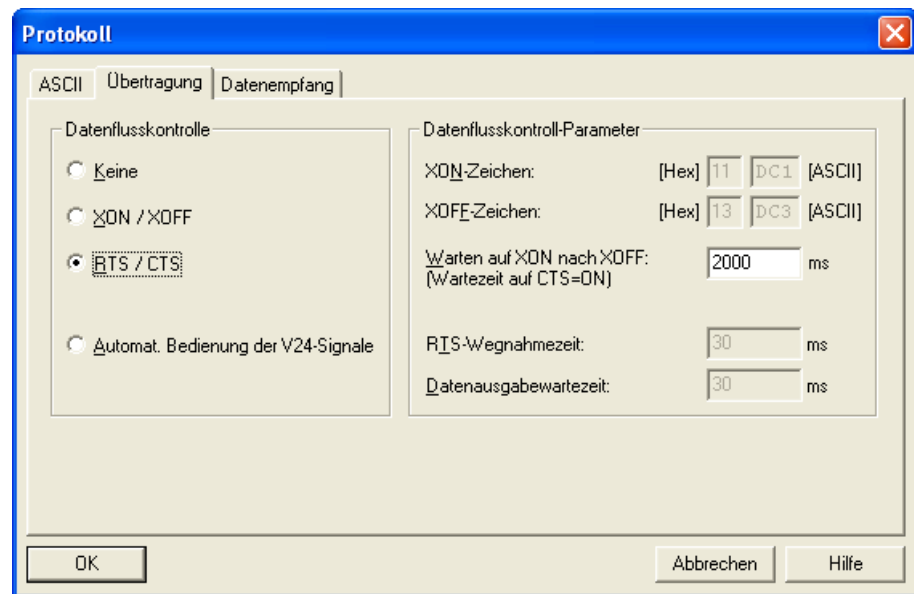 Protokoll
ASCII Übertragung Datenempfang
Datenflusskontrolle
Keine
XON / XOFF
RTS / CTS
Automat. Bedienung der V24-Signale
Datenflusskontroll-Parameter
XON-Zeichen: [Hex] 11 DC1 [ASCII]
XOFF-Zeichen: [Hex] 13 DC3 [ASCII]
Warten auf XON nach XOFF: 2000 ms
(Wartezeit auf CTS=ON)
RTS-Wegnahmezeit: 30 ms
Datenausgabewartezeit: 30 ms
OK Abbrechen Hilfe